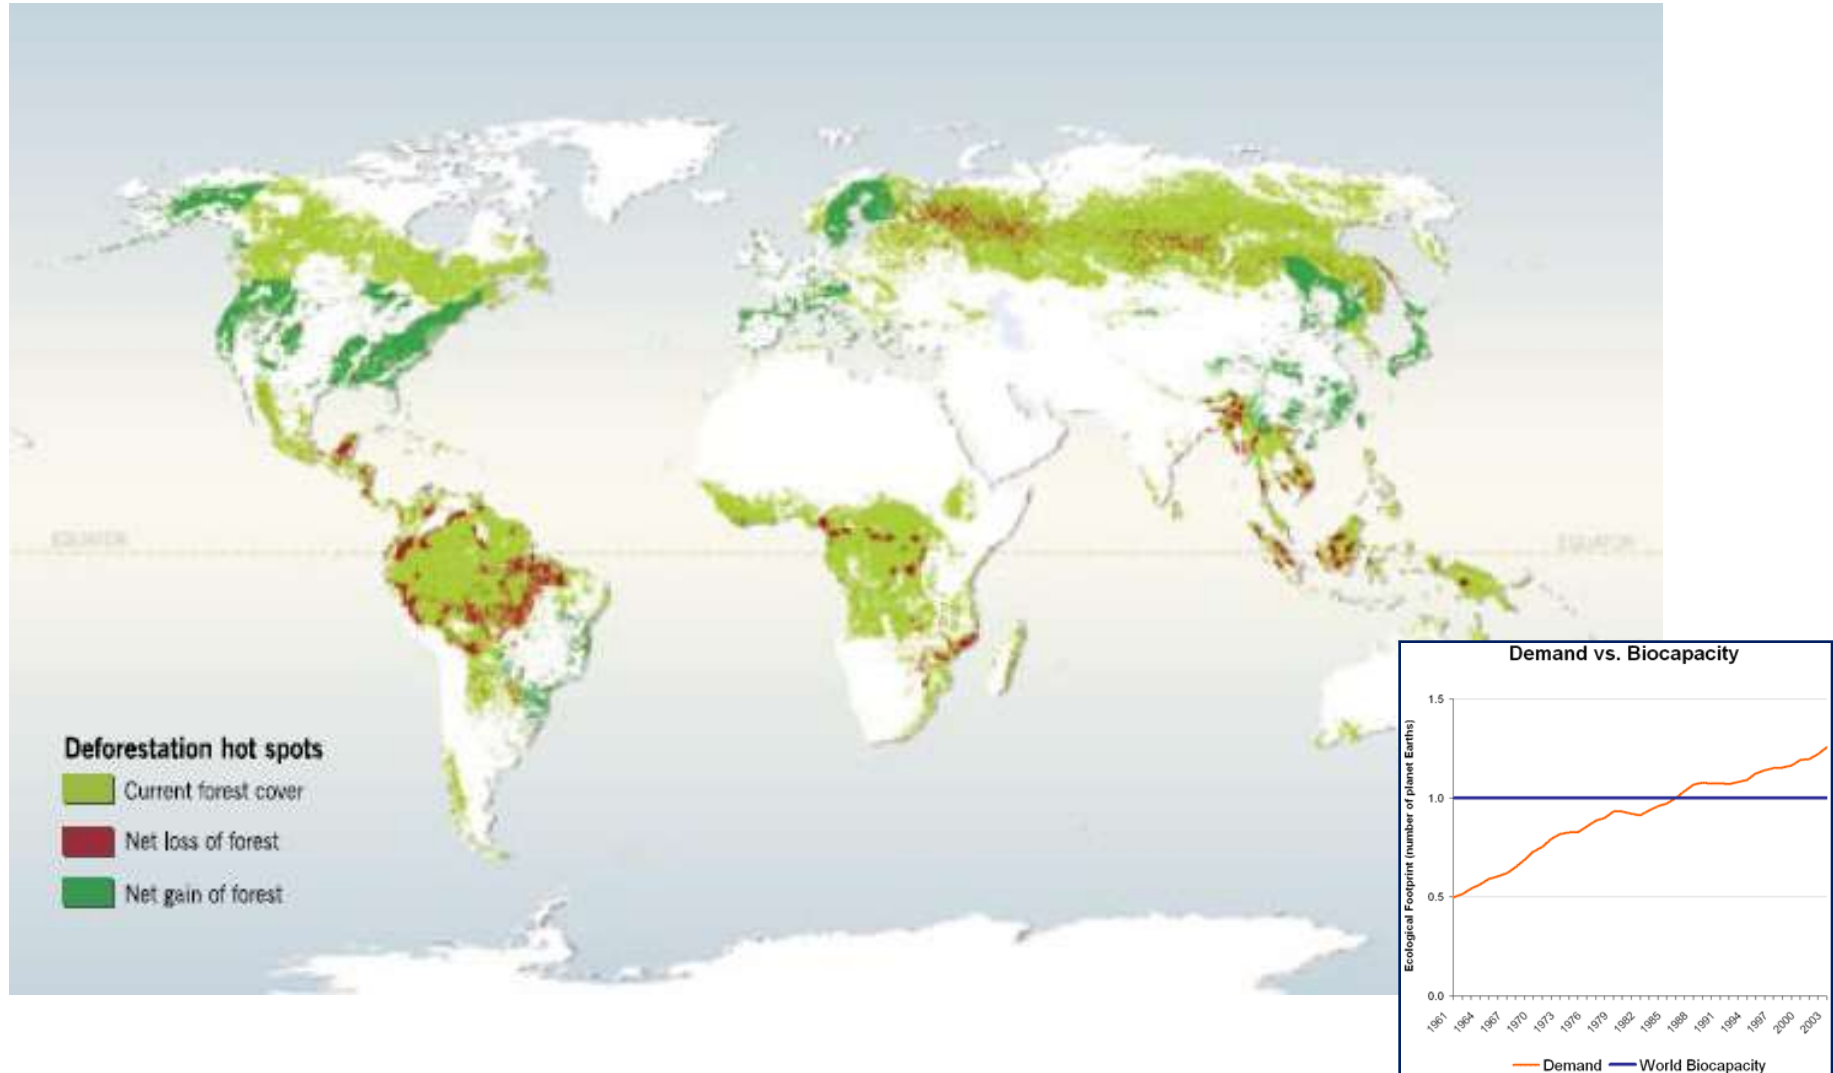 EQUATOR
EQUATOR
Deforestation hot spots
Current forest cover
Net loss of forest
Net gain of forest
Demand vs. Biocapacity
Ecological Footprint (number of planet Earths)
1.5
1.0
0.5
0.0
1961 1964 1967 1970 1973 1976 1979 1982 1985 1988 1991 1994 1997 2000 2003
Demand World Biocapacity